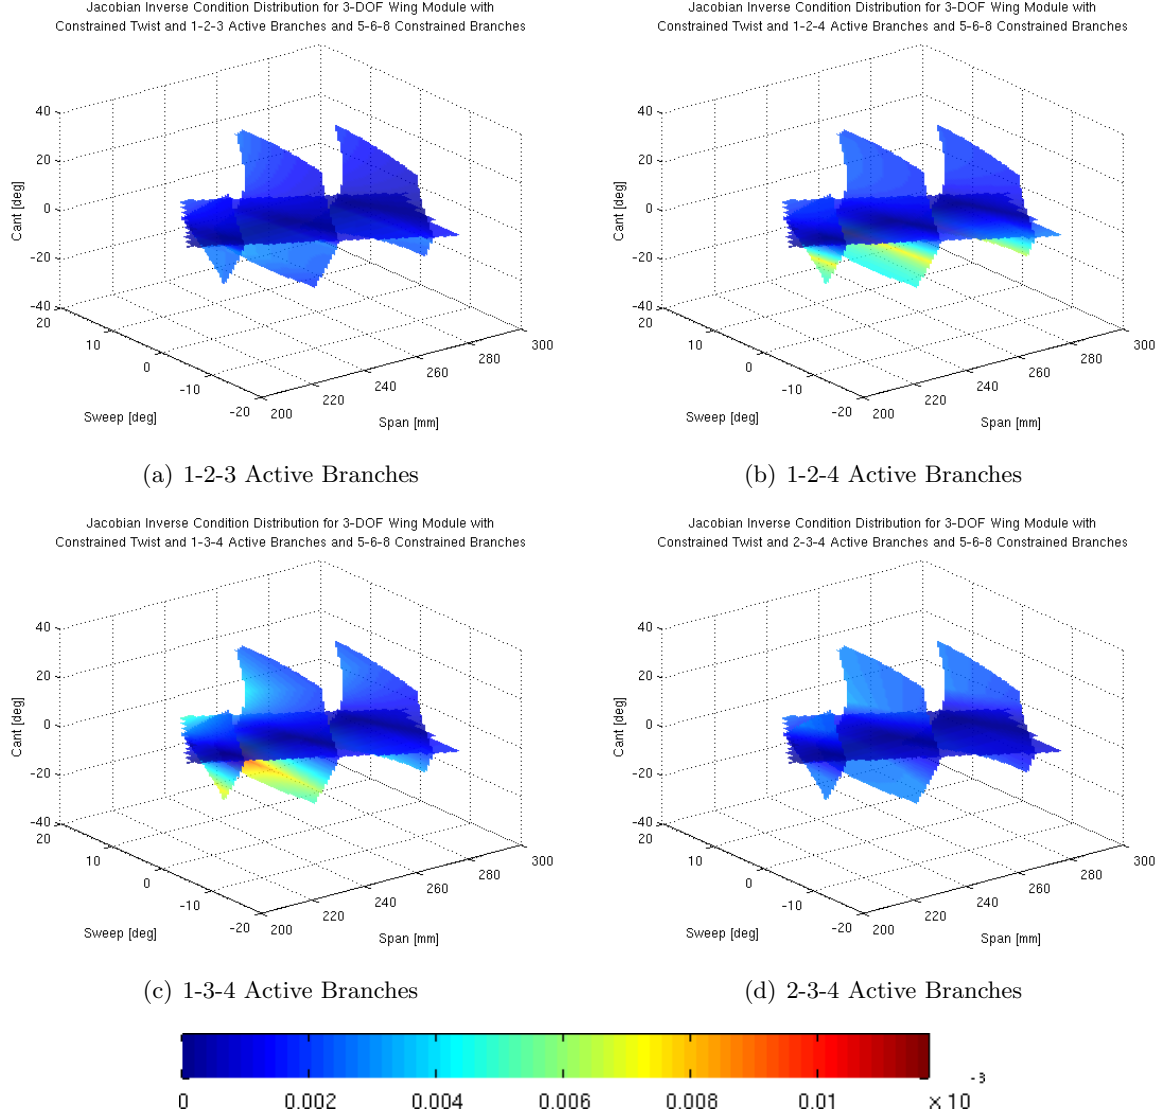 Jacobian Inverse Condition Distribution for 3-DOF Wing Module with
Constrained Twist and 1-2-3 Active Branches and 5-6-8 Constrained Branches
40
20
0
-20
-40
Cant [deg]
20
10
0
-10
-20
Sweep [deg]
200
220
240
260
280
300
Span [mm]
(a) 1-2-3 Active Branches
Jacobian Inverse Condition Distribution for 3-DOF Wing Module with
Constrained Twist and 1-2-4 Active Branches and 5-6-8 Constrained Branches
40
20
0
-20
-40
Cant [deg]
20
10
0
-10
-20
Sweep [deg]
200
220
240
260
280
300
Span [mm]
(b) 1-2-4 Active Branches
Jacobian Inverse Condition Distribution for 3-DOF Wing Module with
Constrained Twist and 1-3-4 Active Branches and 5-6-8 Constrained Branches
40
20
0
-20
-40
Cant [deg]
20
10
0
-10
-20
Sweep [deg]
200
220
240
260
280
300
Span [mm]
(c) 1-3-4 Active Branches
Jacobian Inverse Condition Distribution for 3-DOF Wing Module with
Constrained Twist and 2-3-4 Active Branches and 5-6-8 Constrained Branches
40
20
0
-20
-40
Cant [deg]
20
10
0
-10
-20
Sweep [deg]
200
220
240
260
280
300
Span [mm]
(d) 2-3-4 Active Branches
0 0.002 0.004 0.006 0.008 0.01 × 10 -3